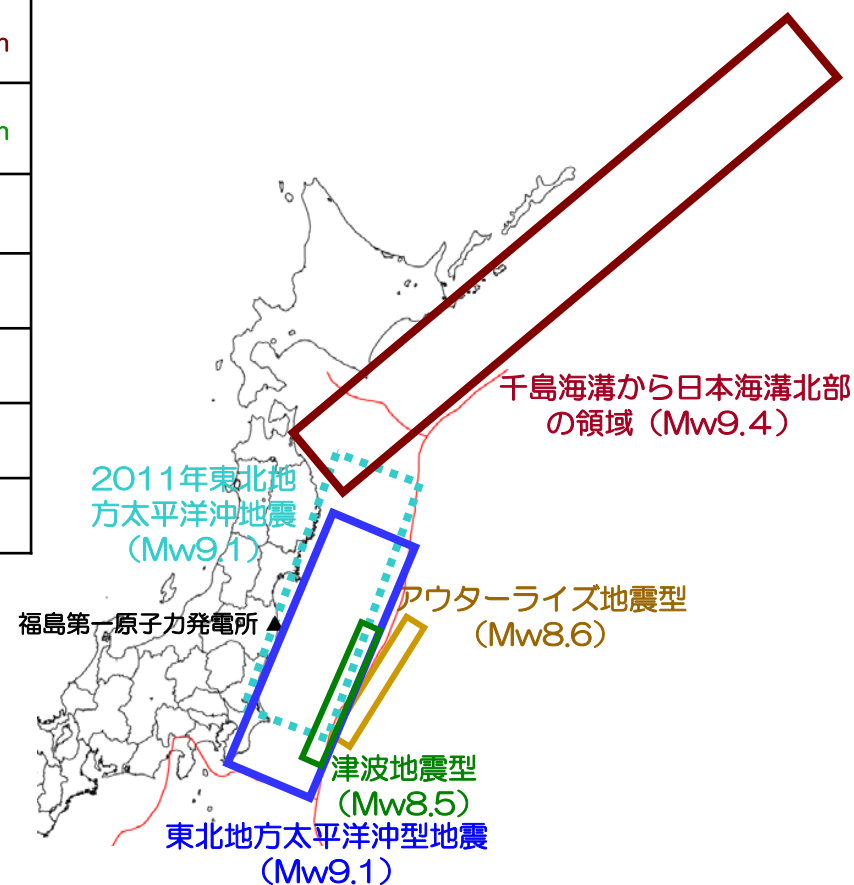 m
m
千島海溝から日本海溝北部
の領域（Mw9.4）
2011年東北地
方太平洋沖地震
（Mw9.1）
アウターライズ地震型
（Mw8.6）
福島第一原子力発電所 ▲
津波地震型
（Mw8.5）
東北地方太平洋沖型地震
（Mw9.1）